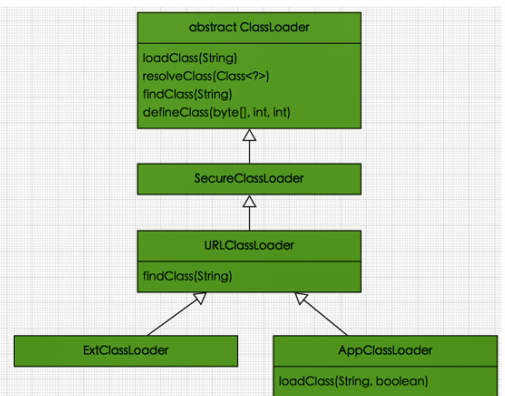 abstract ClassLoader
loadClass(String)
resolveClass(Class<?>)
findClass(String)
defineClass(byte[], int, int)
SecureClassLoader
URLClassLoader
findClass(String)
ExtClassLoader
AppClassLoader
loadClass(String, boolean)